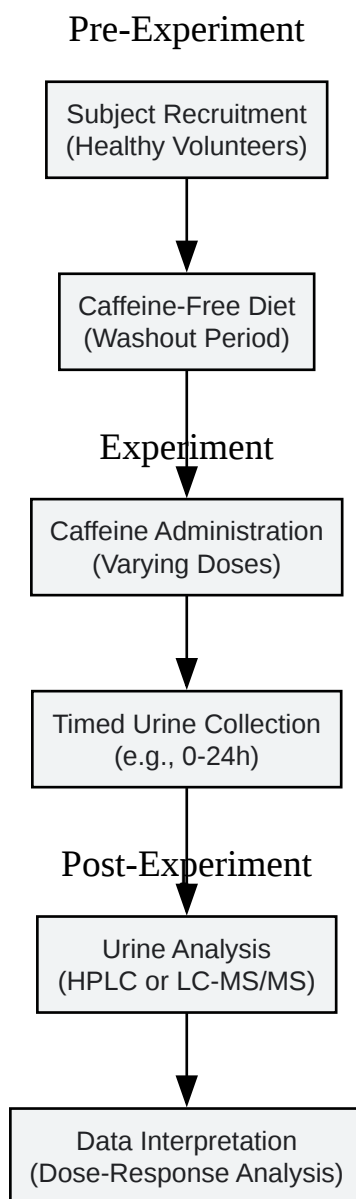 Pre-Experiment
Subject Recruitment
(Healthy Volunteers)
Caffeine-Free Diet
(Washout Period)
Experiment
Caffeine Administration
(Varying Doses)
Timed Urine Collection
(e.g., 0-24h)
Post-Experiment
Urine Analysis
(HPLC or LC-MS/MS)
Data Interpretation
(Dose-Response Analysis)